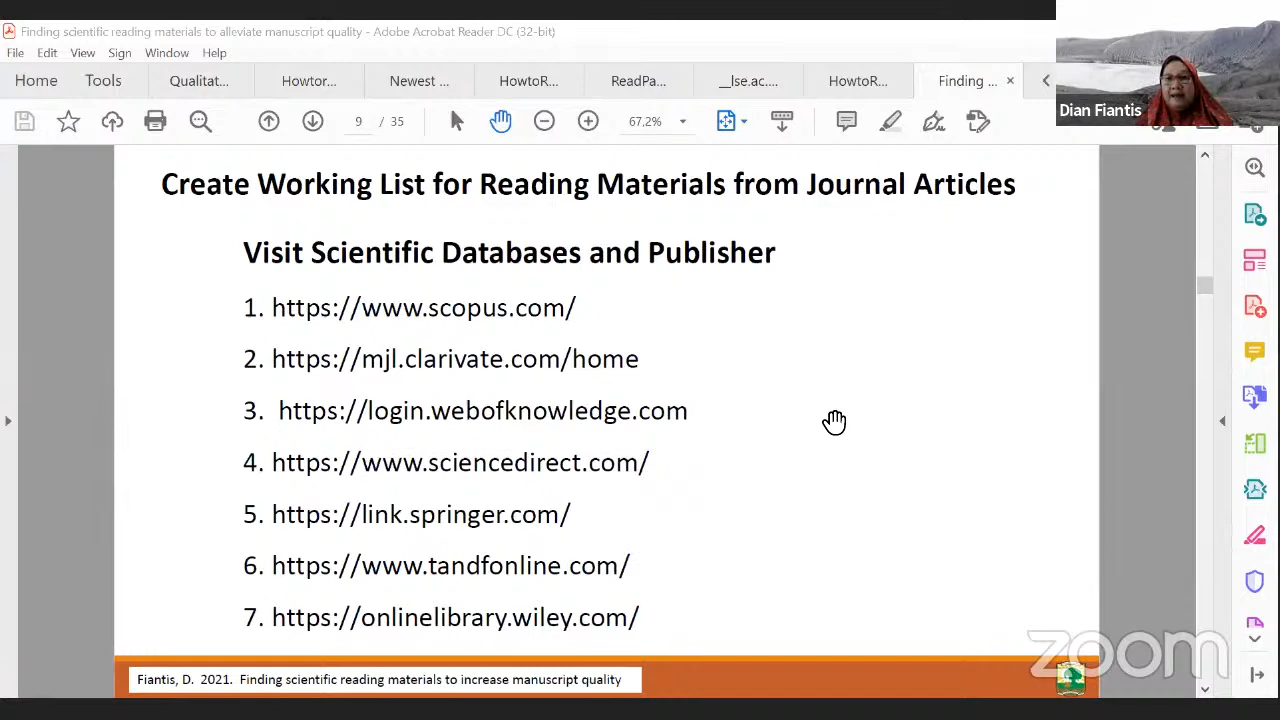 Finding scientific reading materials to alleviate manuscript quality - Adobe Acrobat Reader DC (32-bit)
File Edit View Sign Window Help
Home Tools Qualitat... Howtor... Newest ... HowtoR... ReadPa... __lse.ac.... HowtoR... Finding ... ×
9 / 35 67,2%
Dian Fiantis
Create Working List for Reading Materials from Journal Articles
Visit Scientific Databases and Publisher
1. https://www.scopus.com/
2. https://mjl.clarivate.com/home
3. https://login.webofknowledge.com
4. https://www.sciencedirect.com/
5. https://link.springer.com/
6. https://www.tandfonline.com/
7. https://onlinelibrary.wiley.com/
Fiantis, D. 2021. Finding scientific reading materials to increase manuscript quality
zoom